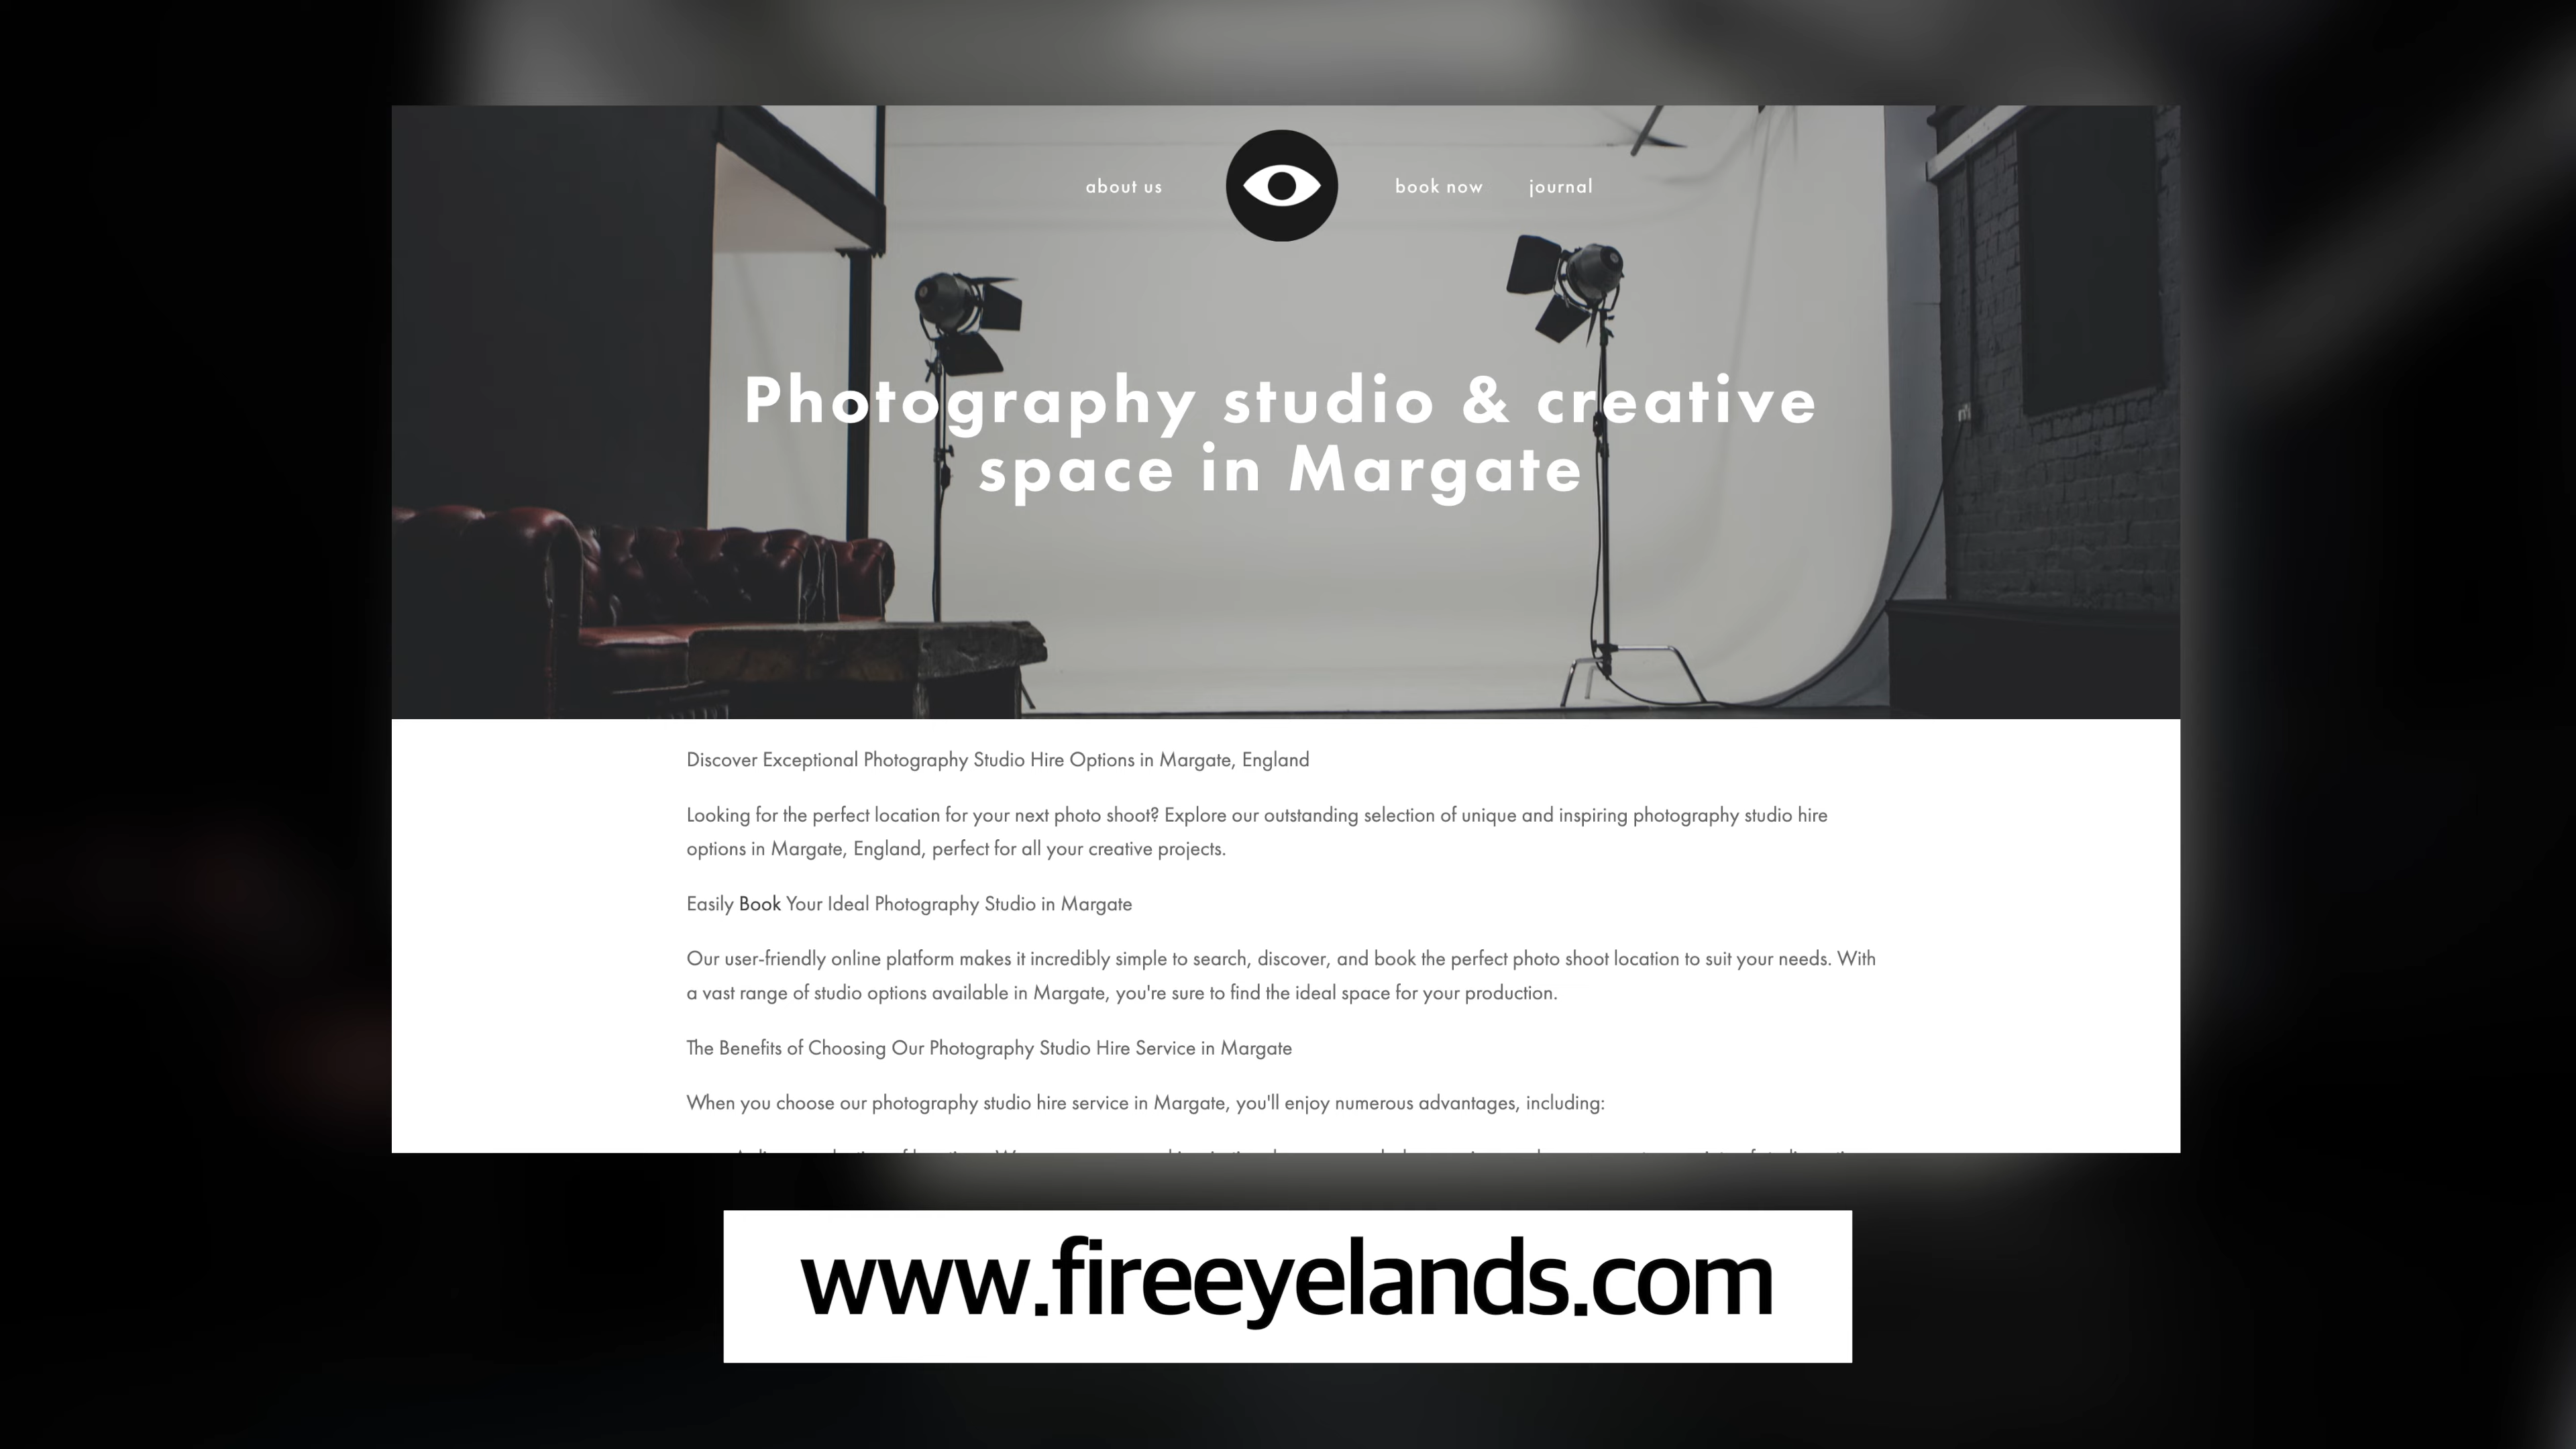 about us
book now
journal
Photography studio & creative
space in Margate
Discover Exceptional Photography Studio Hire Options in Margate, England
Looking for the perfect location for your next photo shoot? Explore our outstanding selection of unique and inspiring photography studio hire
options in Margate, England, perfect for all your creative projects.
Easily Book Your Ideal Photography Studio in Margate
Our user-friendly online platform makes it incredibly simple to search, discover, and book the perfect photo shoot location to suit your needs. With
a vast range of studio options available in Margate, you're sure to find the ideal space for your production.
The Benefits of Choosing Our Photography Studio Hire Service in Margate
When you choose our photography studio hire service in Margate, you'll enjoy numerous advantages, including:
www.fireeyelands.com